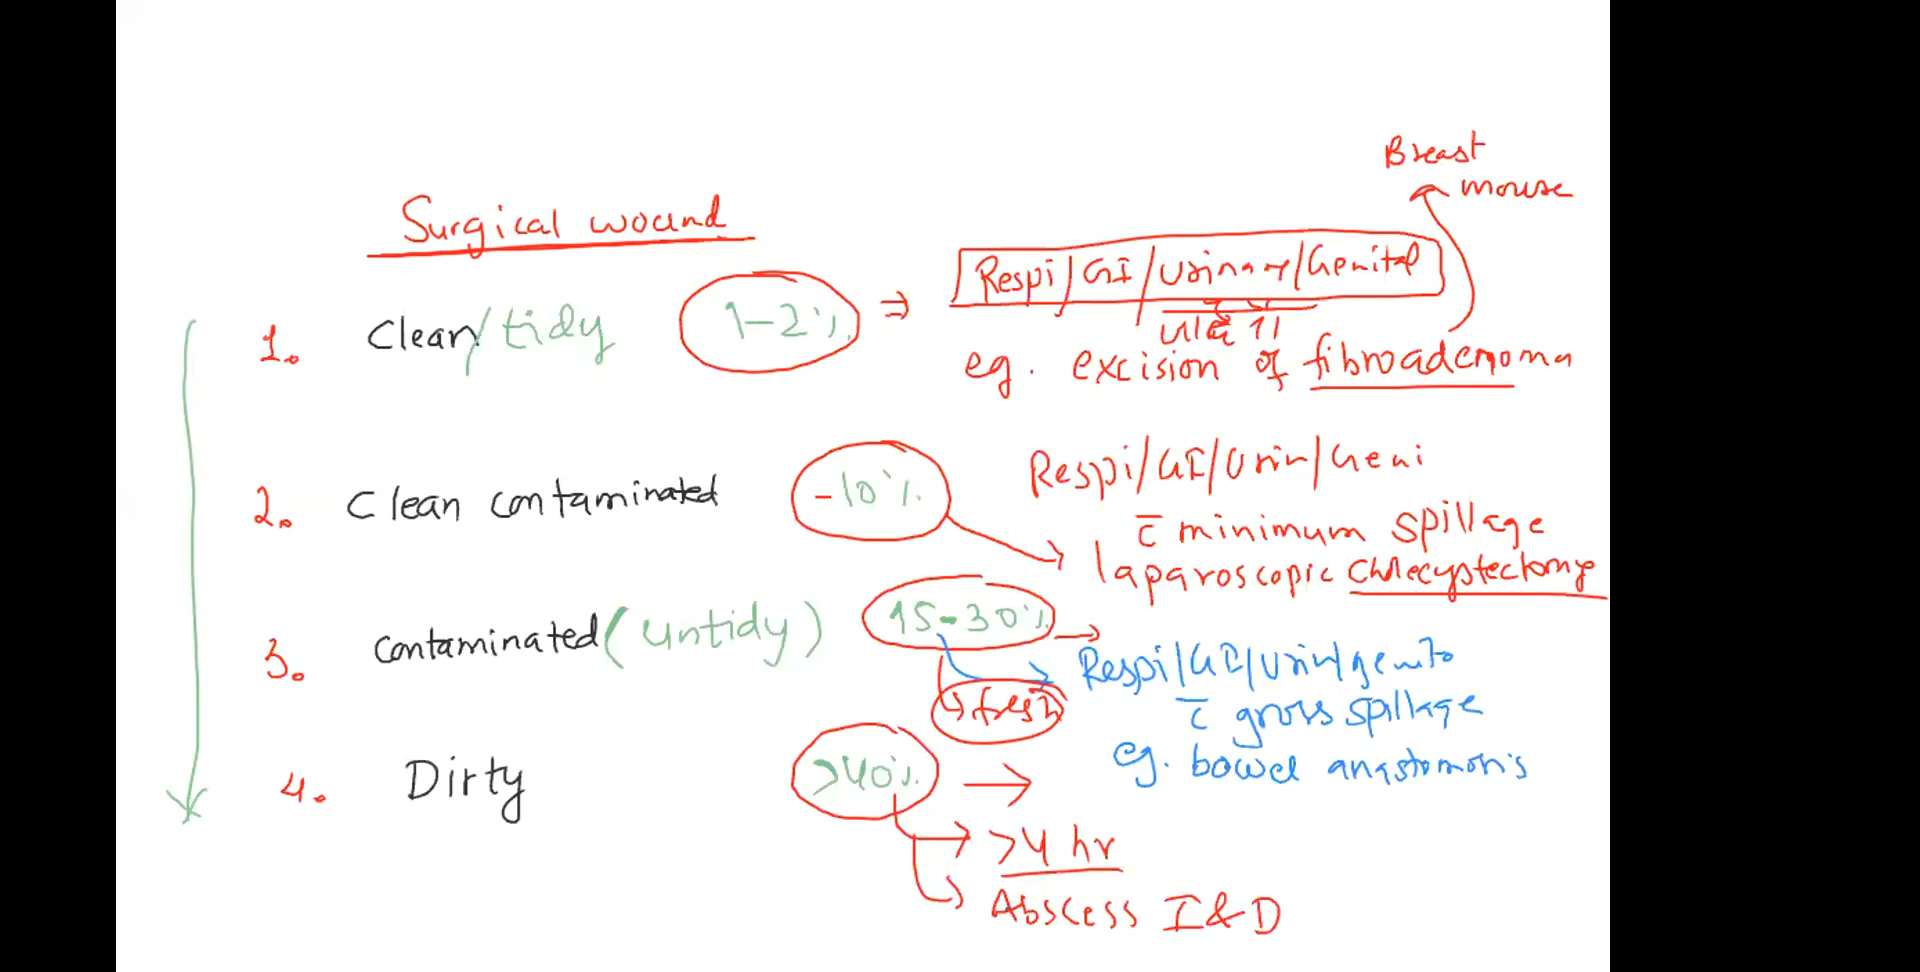 Breast
mouse
Surgical wound
Respi/GI/Urinary/Genital
1. Clean/tidy 1-2%. ⇒
eg. excision of fibroadenoma
Respi/GI/Urin/Geni
2. Clean contaminated -10%.
c̄ minimum spillage
laparoscopic cholecystectomy
3. Contaminated (untidy) 15-30%. →
Respi/GI/Urin/genito
↳ fresh
c̄ gross spillage
eg. bowel anastomosis
4. Dirty >40%. →
→ >4 hr
↳ Abscess I&D